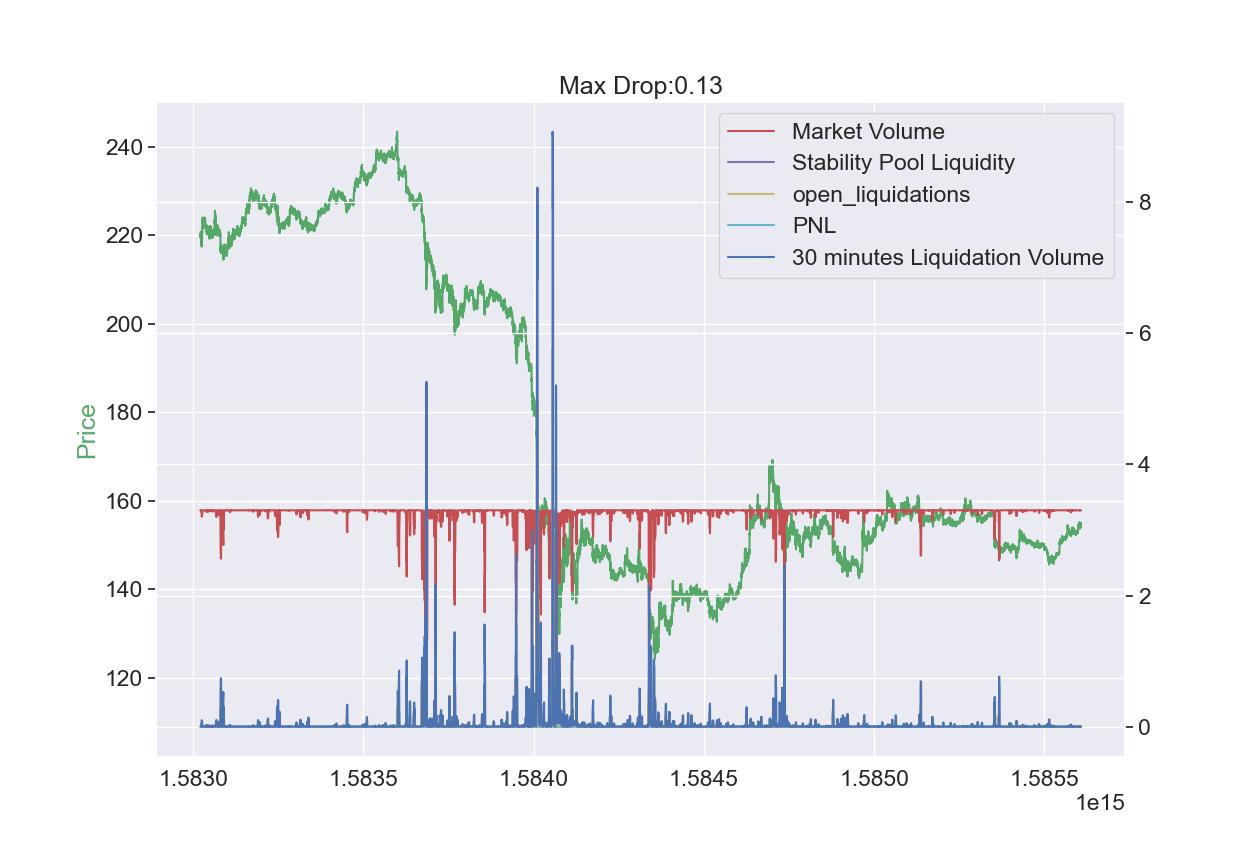 Max Drop:0.13
Market Volume
Stability Pool Liquidity
open_liquidations
PNL
30 minutes Liquidation Volume
Price
240
220
200
180
160
140
120
8
6
4
2
0
1.5830 1.5835 1.5840 1.5845 1.5850 1.5855
1e15